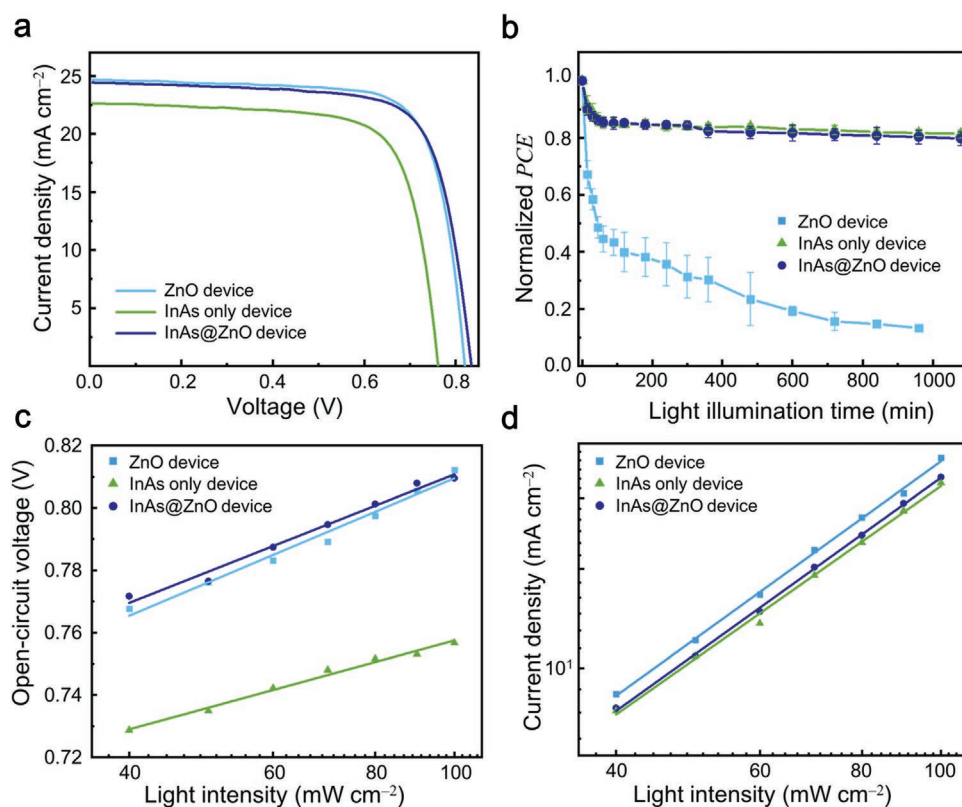 a
Current density (mA cm⁻²)
25
20
15
10
5
0.0
0.2
0.4
0.6
0.8
Voltage (V)
ZnO device
InAs only device
InAs@ZnO device
b
Normalized PCE
1.0
0.8
0.6
0.4
0.2
0.0
0
200
400
600
800
1000
Light illumination time (min)
ZnO device
InAs only device
InAs@ZnO device
c
Open-circuit voltage (V)
0.82
0.80
0.78
0.76
0.74
0.72
40
60
80
100
Light intensity (mW cm⁻²)
ZnO device
InAs only device
InAs@ZnO device
d
Current density (mA cm⁻²)
10¹
40
60
80
100
Light intensity (mW cm⁻²)
ZnO device
InAs only device
InAs@ZnO device